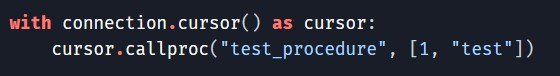 with connection.cursor() as cursor:
    cursor.callproc("test_procedure", [1, "test"])